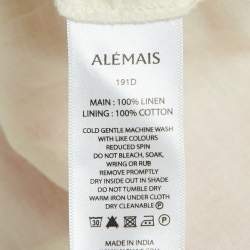 ALÉMAIS
191D
MAIN : 100% LINEN
LINING : 100% COTTON
COLD GENTLE MACHINE WASH
WITH LIKE COLOURS
REDUCED SPIN
DO NOT BLEACH, SOAK,
WRING OR RUB
REMOVE PROMPTLY
DRY INSIDE OUT IN SHADE
DO NOT TUMBLE DRY
WARM IRON UNDER CLOTH
DRY CLEANABLE
30
MADE IN INDIA